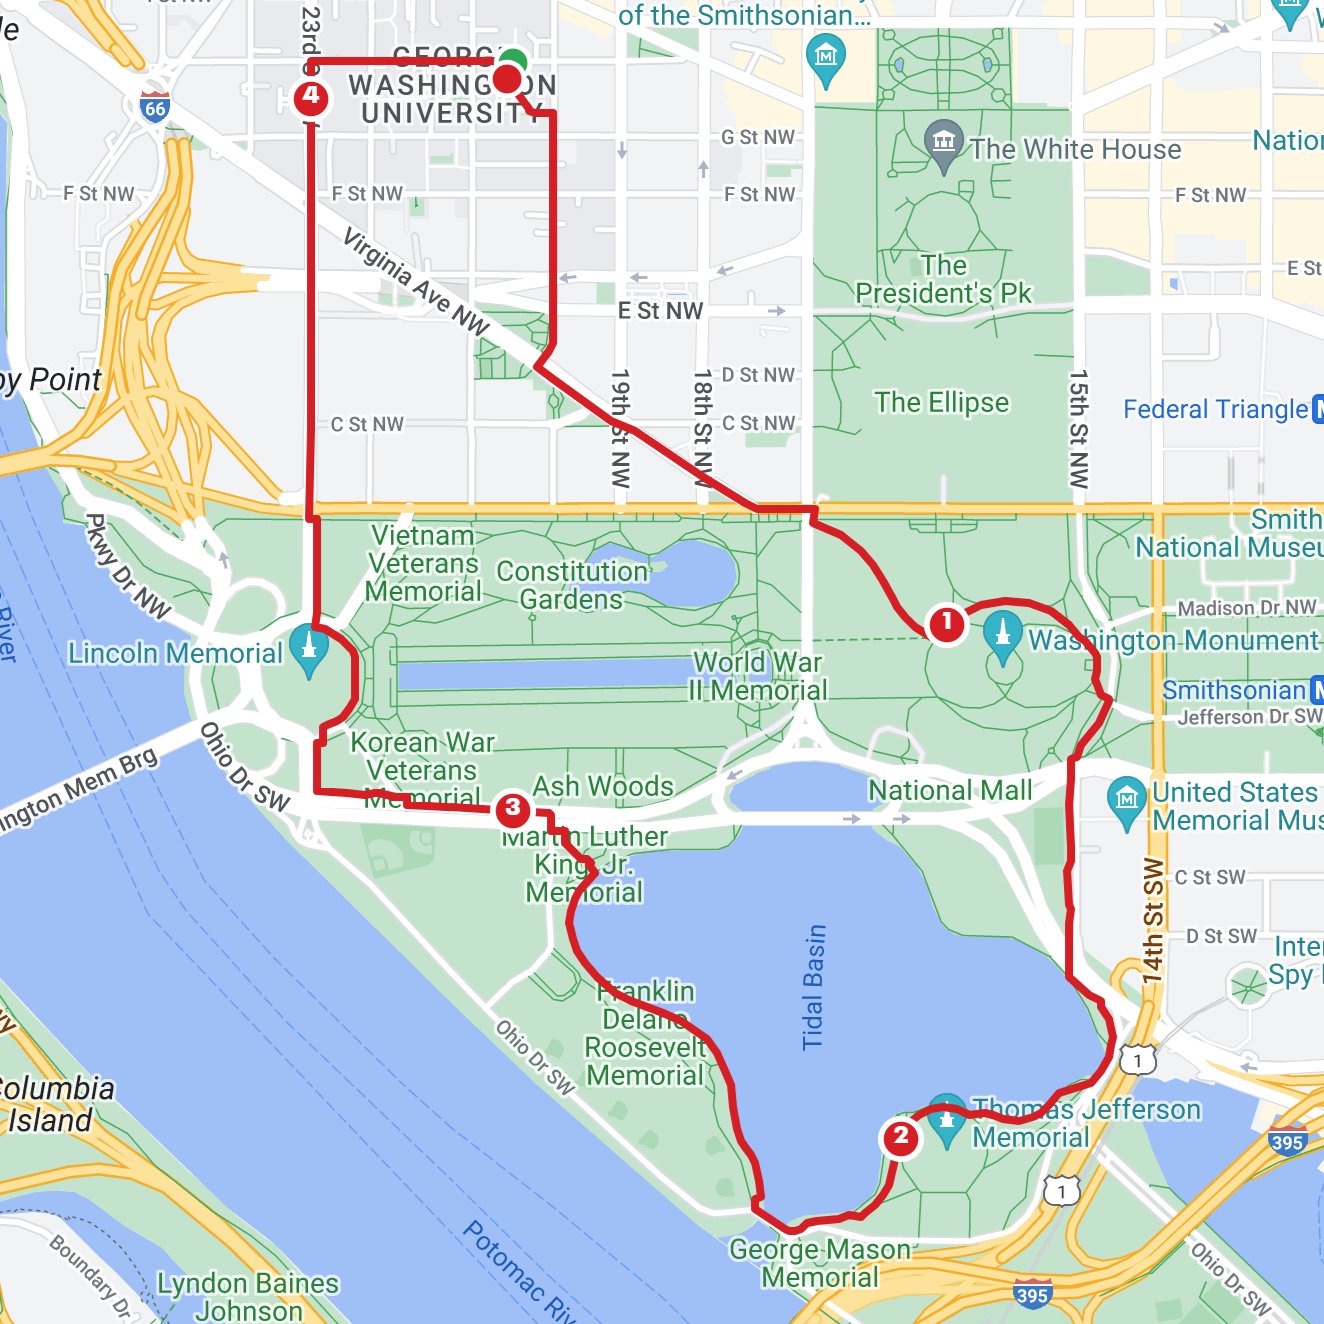 of the Smithsonian...
23rd
GEORG
WASHINGTON
UNIVERSITY
4
66
G St NW
The White House
F St NW
F St NW
F St NW
F St NW
Virginia Ave NW
The
President's Pk
E St NW
E St
D St NW
19th St NW
18th St NW
15th St NW
by Point
The Ellipse
Federal Triangle
C St NW
C St NW
Pkwy Dr NW
Vietnam
Veterans
Memorial
Constitution
Gardens
Smith
National Museu
Madison Dr NW
1
Lincoln Memorial
Washington Monument
World War
II Memorial
Smithsonian
Jefferson Dr SW
River
Ohio Dr SW
Korean War
Veterans
Memorial
ington Mem Brg
Ash Woods
National Mall
United States
Memorial Mus
3
Martin Luther
King, Jr.
Memorial
C St SW
14th St SW
D St SW
Inter
Spy
Tidal Basin
Franklin
Delano
Roosevelt
Memorial
Ohio Dr SW
1
Columbia
Island
Thomas Jefferson
Memorial
2
395
1
George Mason
Memorial
Potomac Riv
Boundary Dr
Lyndon Baines
Johnson
395
Ohio Dr SW